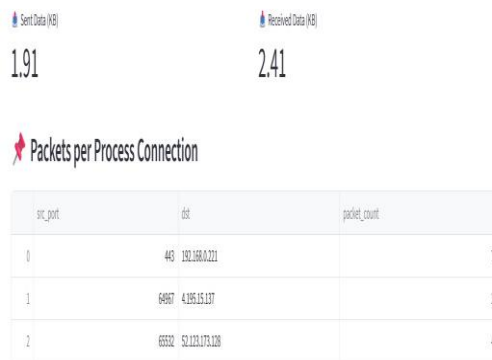 Sent Data (KB)
Received Data (KB)
1.91
2.41
Packets per Process Connection
src_port dst packet_count
0 443 192.168.0.221
1 64967 4.195.15.137
2 65532 52.123.173.128